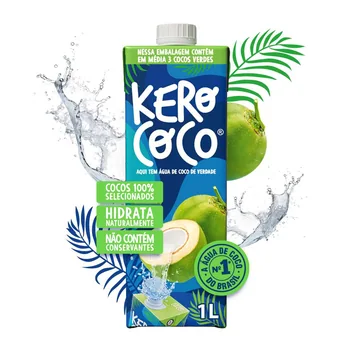 NESSA EMBALAGEM CONTÉM
EM MÉDIA 3 COCOS VERDES
KERO
COCO®
AQUI TEM ÁGUA DE COCO DE VERDADE
COCOS 100%
SELECIONADOS
HIDRATA
NATURALMENTE
NÃO CONTÉM
CONSERVANTES
A ÁGUA DE COCO
Nº1
DO BRASIL
1L